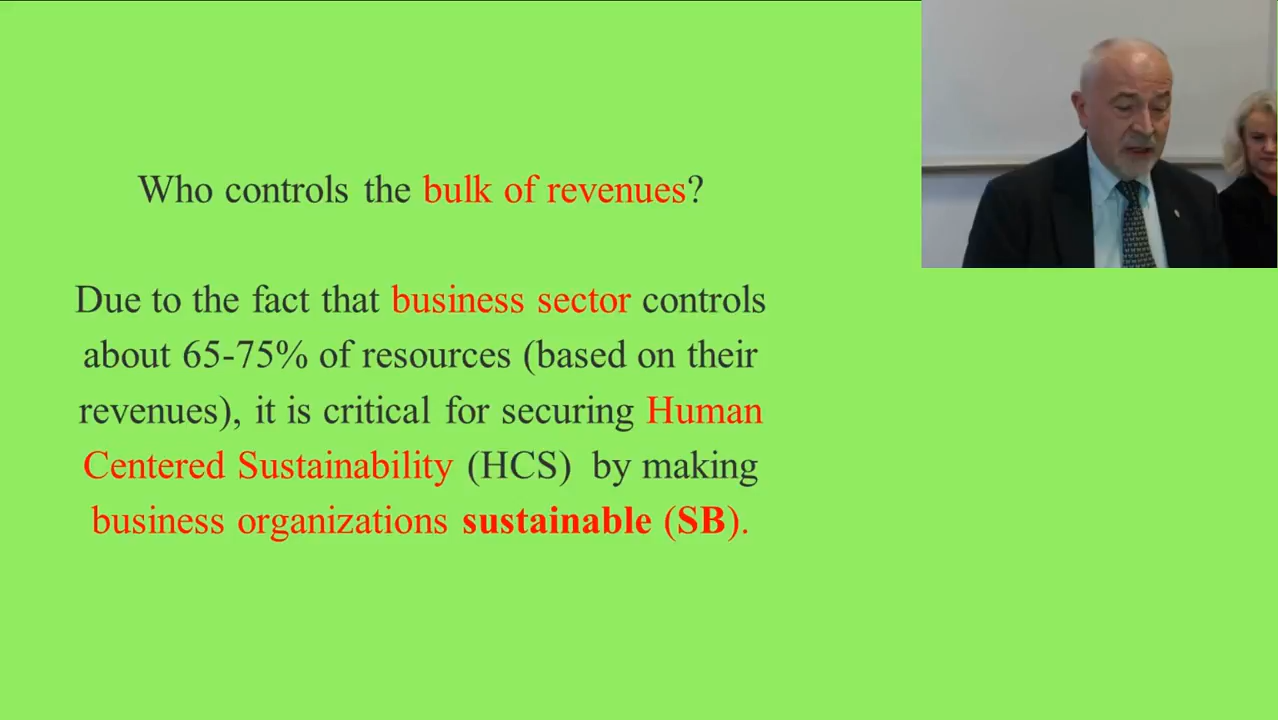 Who controls the bulk of revenues?
Due to the fact that business sector controls
about 65-75% of resources (based on their
revenues), it is critical for securing Human
Centered Sustainability (HCS) by making
business organizations sustainable (SB).